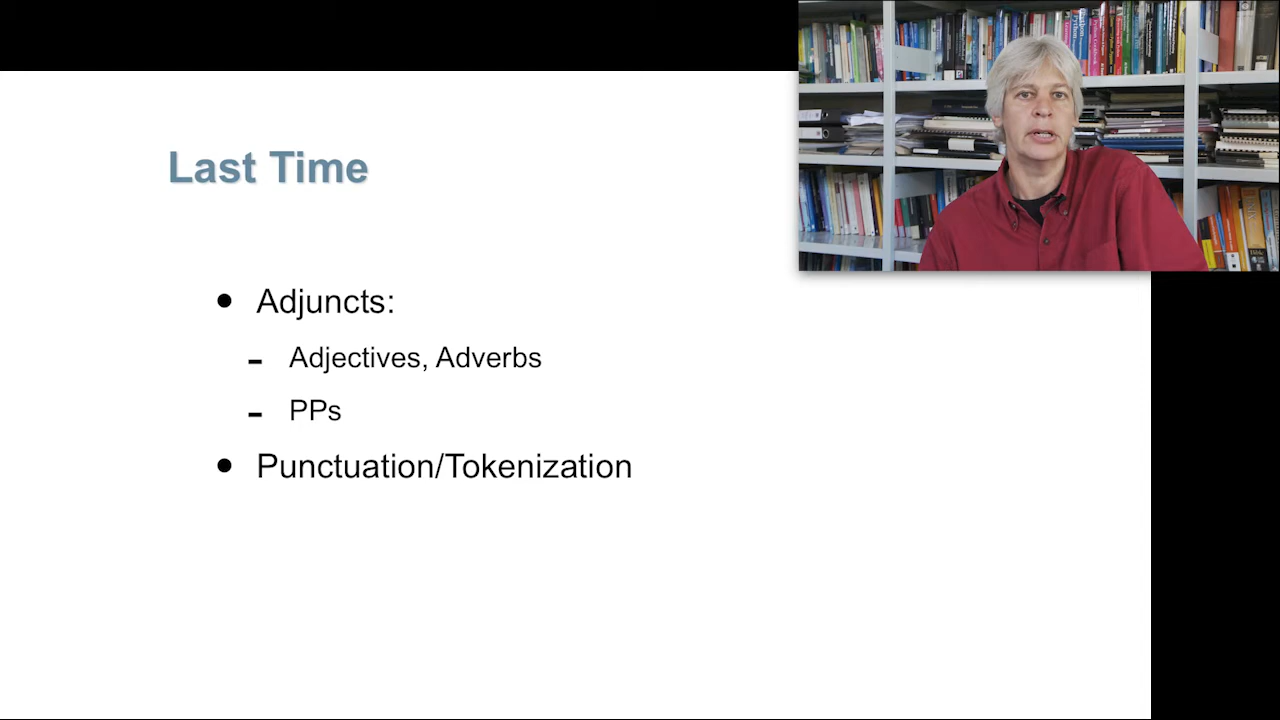 Last Time
• Adjuncts:
- Adjectives, Adverbs
- PPs
• Punctuation/Tokenization